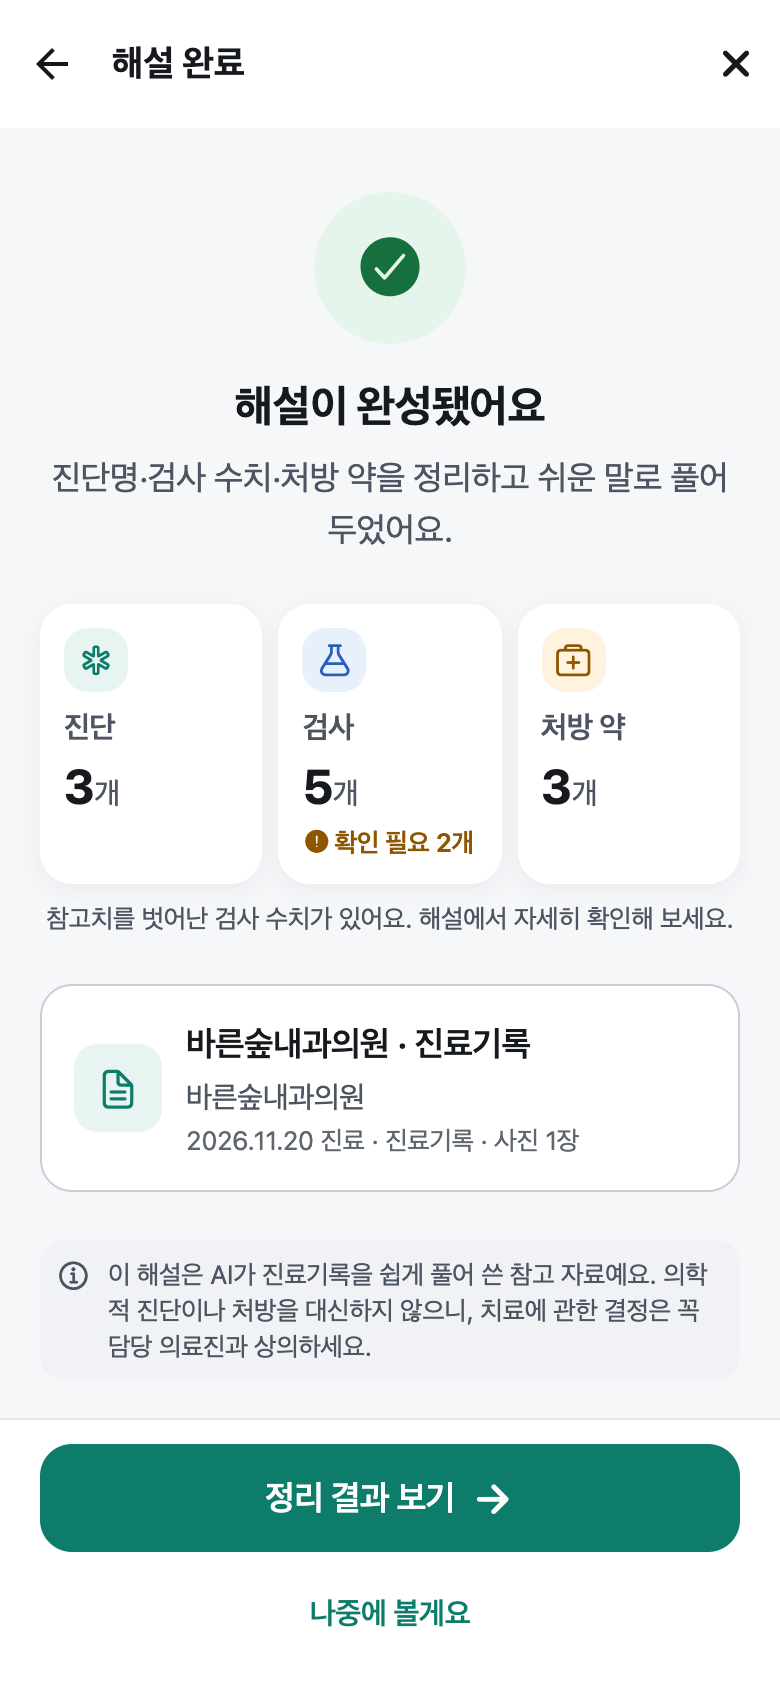 해설 완료
해설이 완성됐어요
진단명·검사 수치·처방 약을 정리하고 쉬운 말로 풀어
두었어요.
진단
3개
검사
5개
확인 필요 2개
처방 약
3개
참고치를 벗어난 검사 수치가 있어요. 해설에서 자세히 확인해 보세요.
바른숲내과의원 · 진료기록
바른숲내과의원
2026.11.20 진료 · 진료기록 · 사진 1장
이 해설은 AI가 진료기록을 쉽게 풀어 쓴 참고 자료예요. 의학
적 진단이나 처방을 대신하지 않으니, 치료에 관한 결정은 꼭
담당 의료진과 상의하세요.
정리 결과 보기
나중에 볼게요